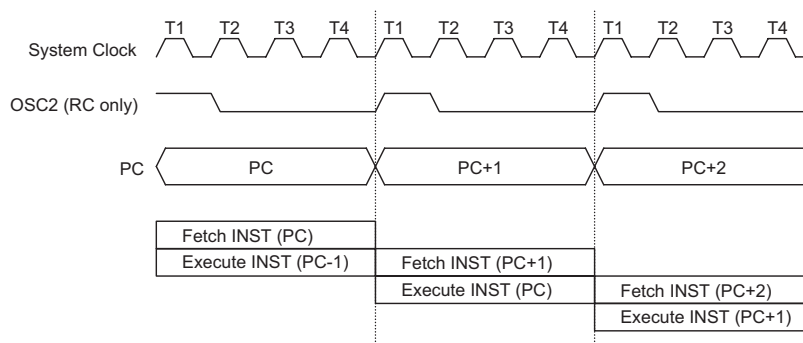 T1 T2 T3 T4 T1 T2 T3 T4 T1 T2 T3 T4
System Clock
OSC2 (RC only)
PC PC PC+1 PC+2
Fetch INST (PC)
Execute INST (PC-1) Fetch INST (PC+1)
Execute INST (PC) Fetch INST (PC+2)
Execute INST (PC+1)